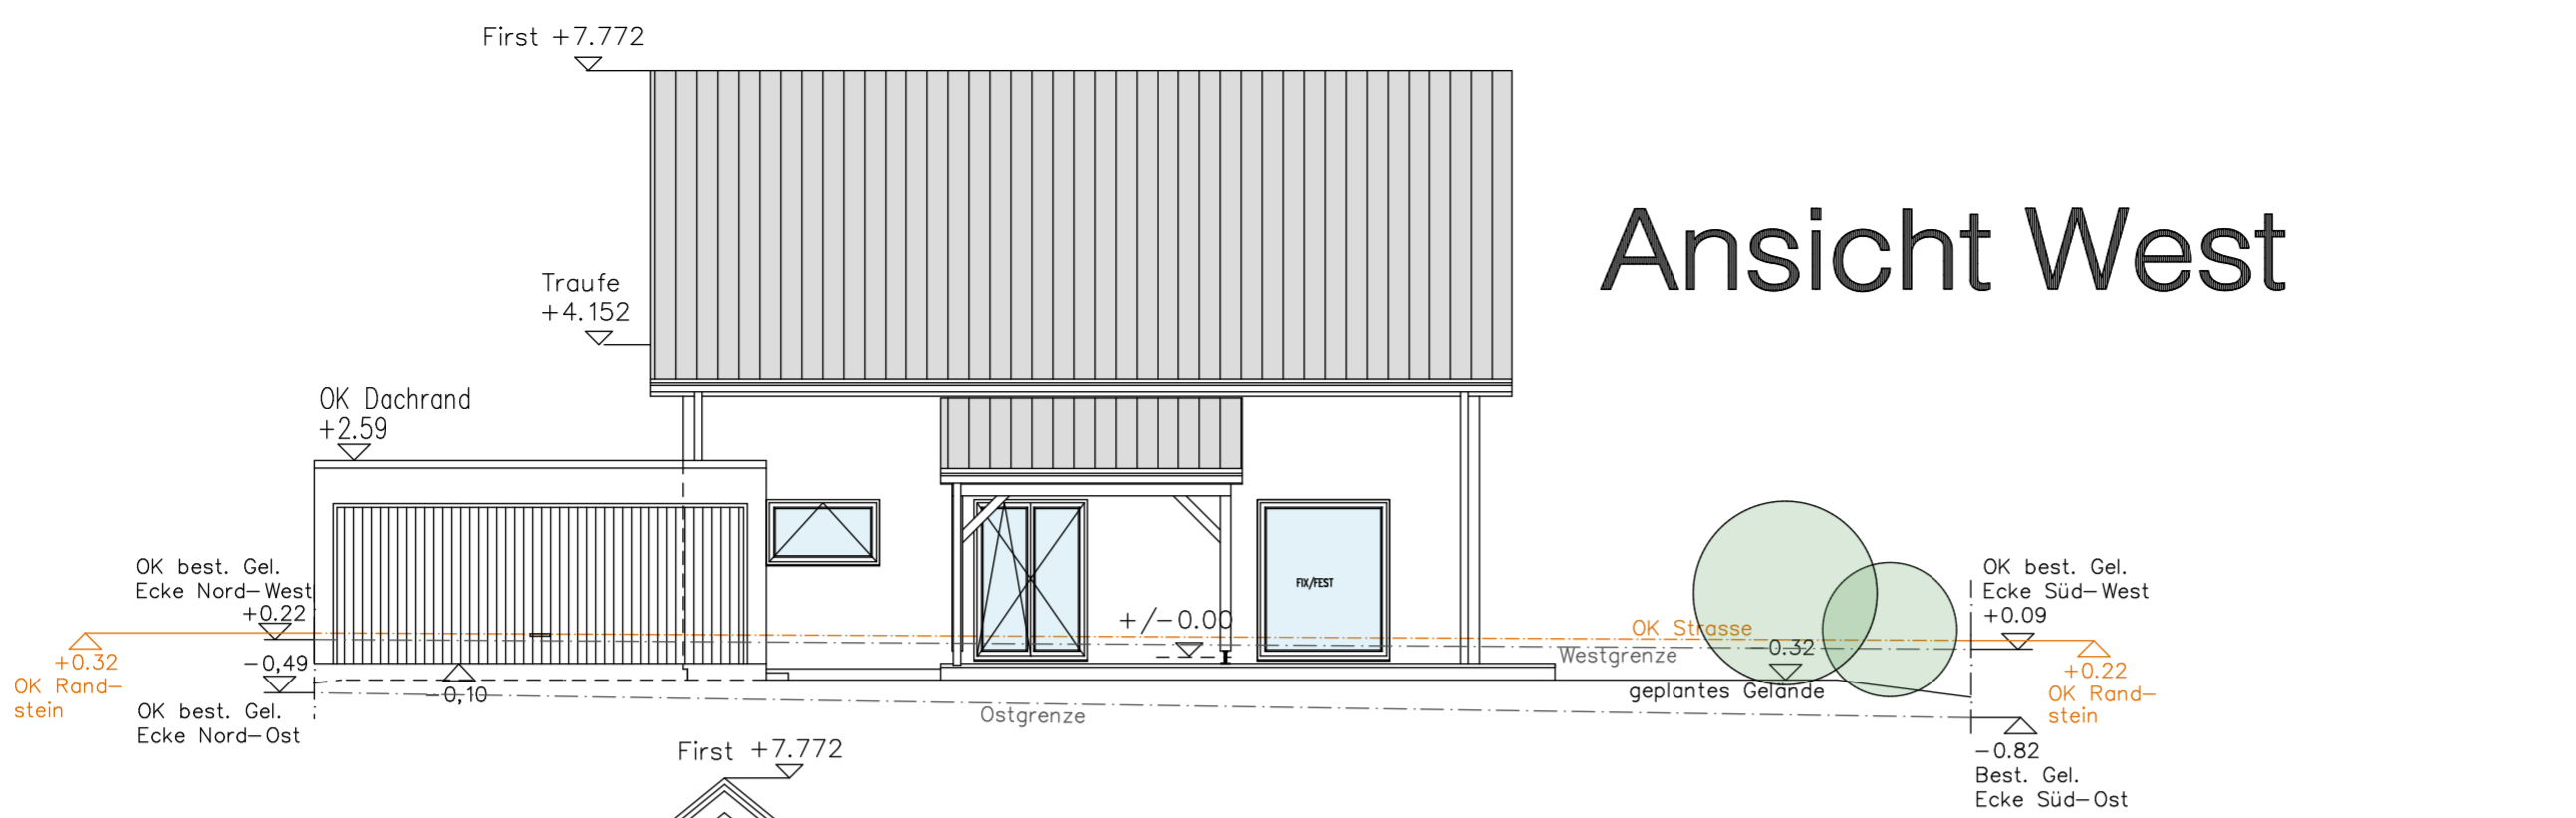 First +7.772
Ansicht West
Traufe
+4.152
OK Dachrand
+2.59
OK best. Gel.
Ecke Nord-West
+0.22
+0.32
OK Rand-
stein
-0,49
OK best. Gel.
Ecke Nord-Ost
-0,10
+/-0.00
FIX/FEST
OK Strasse
Westgrenze
-0.32
geplantes Gelände
Ostgrenze
OK best. Gel.
Ecke Süd-West
+0.09
+0.22
OK Rand-
stein
-0.82
Best. Gel.
Ecke Süd-Ost
First +7.772